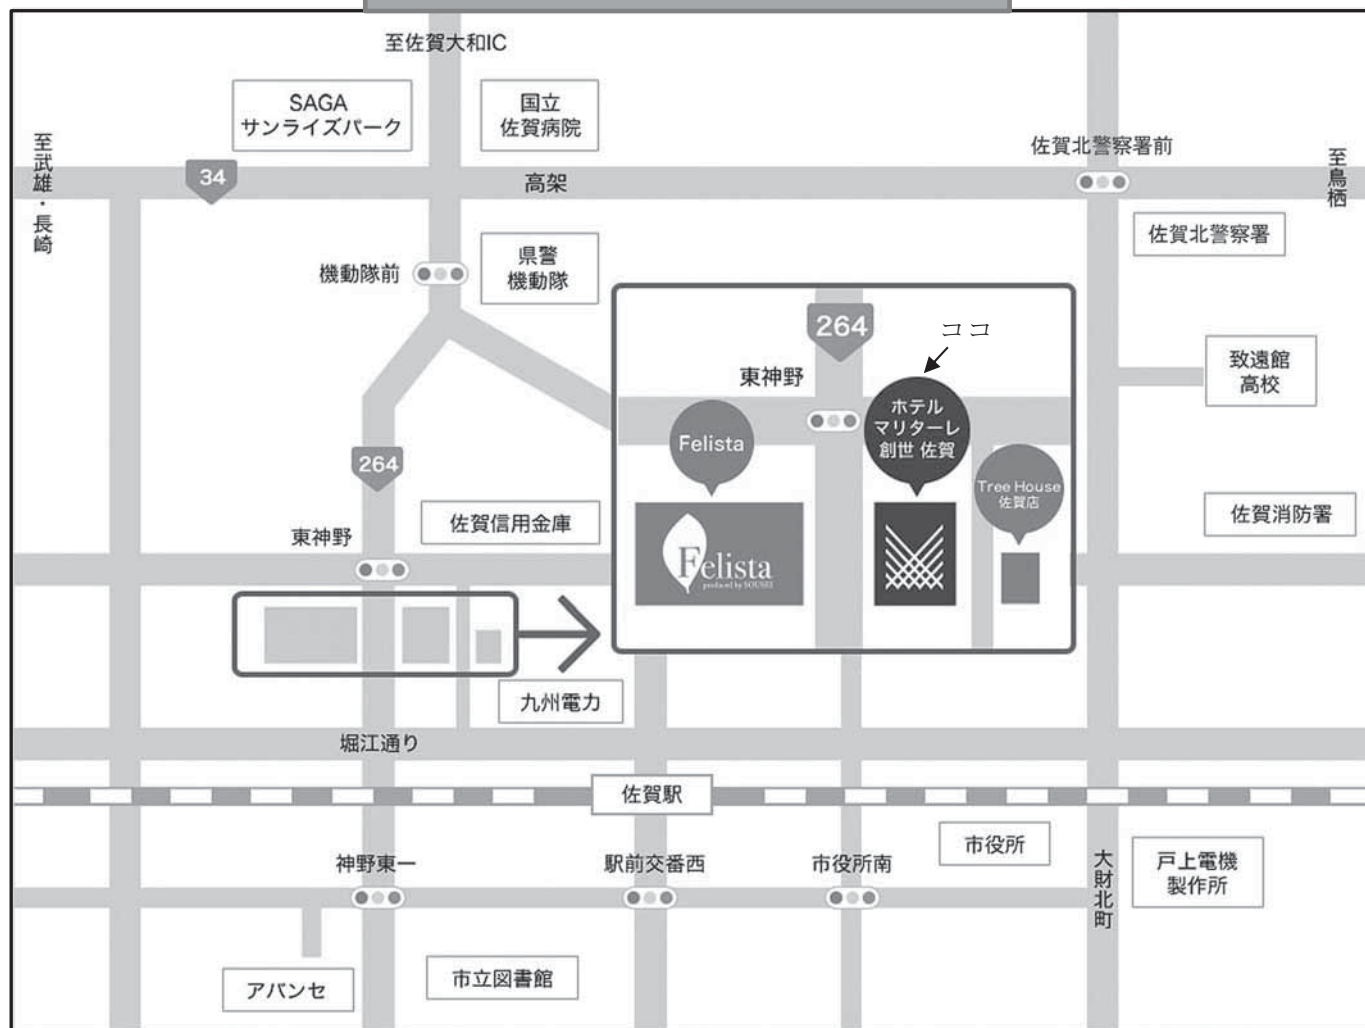 至佐賀大和IC
SAGA
サンライズパーク
国立
佐賀病院
至武雄・長崎
34
高架
佐賀北警察署前
至鳥栖
佐賀北警察署
機動隊前
県警
機動隊
264
ココ
東神野
ホテル
マリターレ
創世 佐賀
Felista
Tree House
佐賀店
Felista
produced by SOUSEI
致遠館
高校
264
佐賀信用金庫
東神野
佐賀消防署
九州電力
堀江通り
佐賀駅
神野東一
駅前交番西
市役所南
市役所
大財北町
戸上電機
製作所
アバンセ
市立図書館